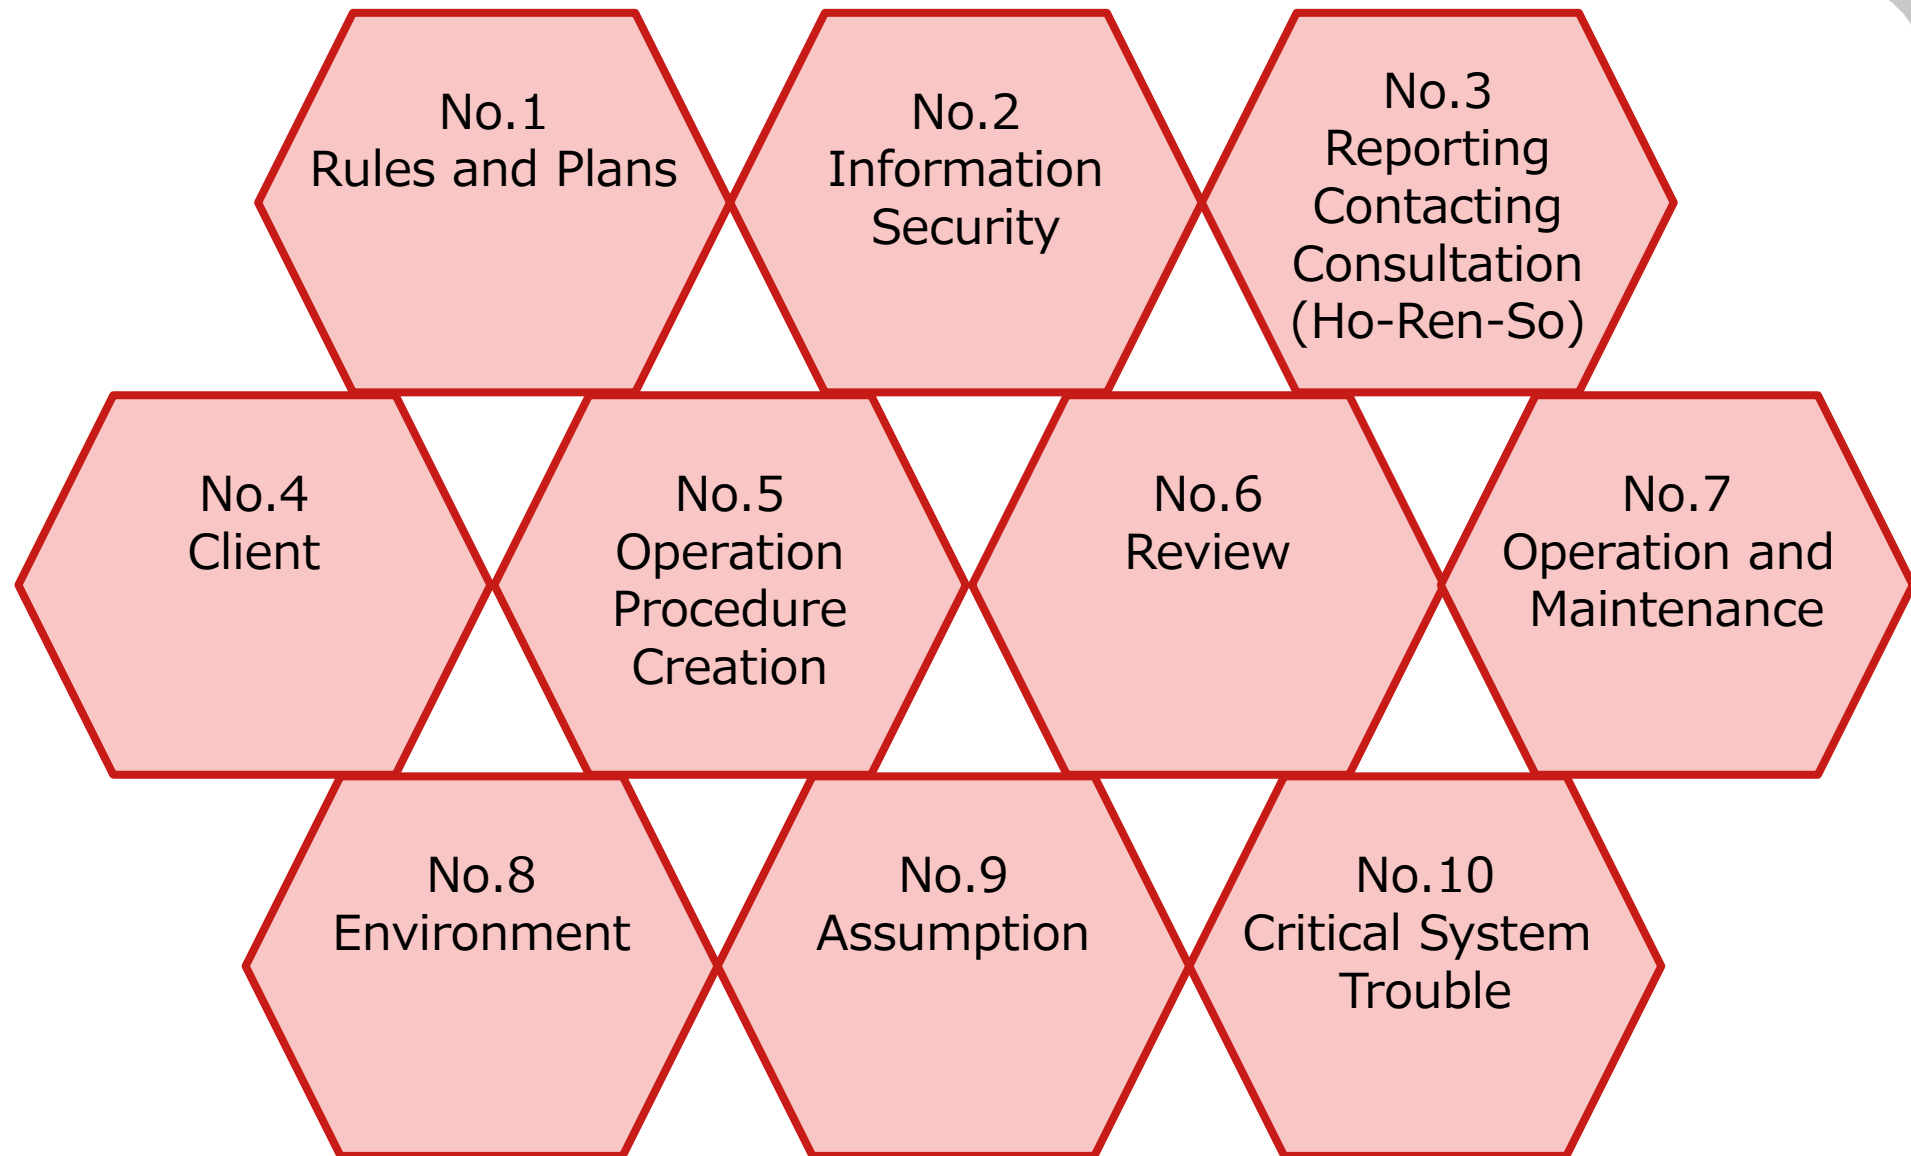 No.1
Rules and Plans
No.2
Information
Security
No.3
Reporting
Contacting
Consultation
(Ho-Ren-So)
No.4
Client
No.5
Operation
Procedure
Creation
No.6
Review
No.7
Operation and
Maintenance
No.8
Environment
No.9
Assumption
No.10
Critical System
Trouble